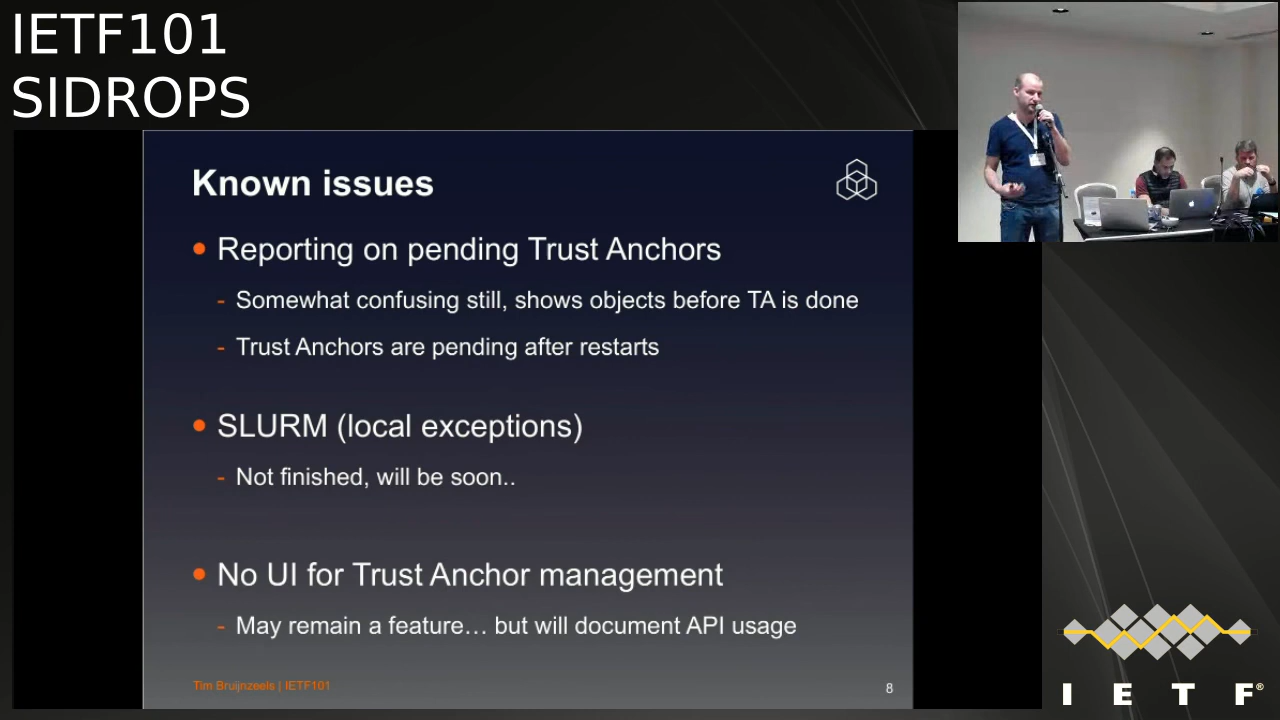 IETF101
SIDROPS
Known issues
• Reporting on pending Trust Anchors
- Somewhat confusing still, shows objects before TA is done
- Trust Anchors are pending after restarts
• SLURM (local exceptions)
- Not finished, will be soon..
• No UI for Trust Anchor management
- May remain a feature… but will document API usage
Tim Bruijnzeels | IETF101
8
I E T F®